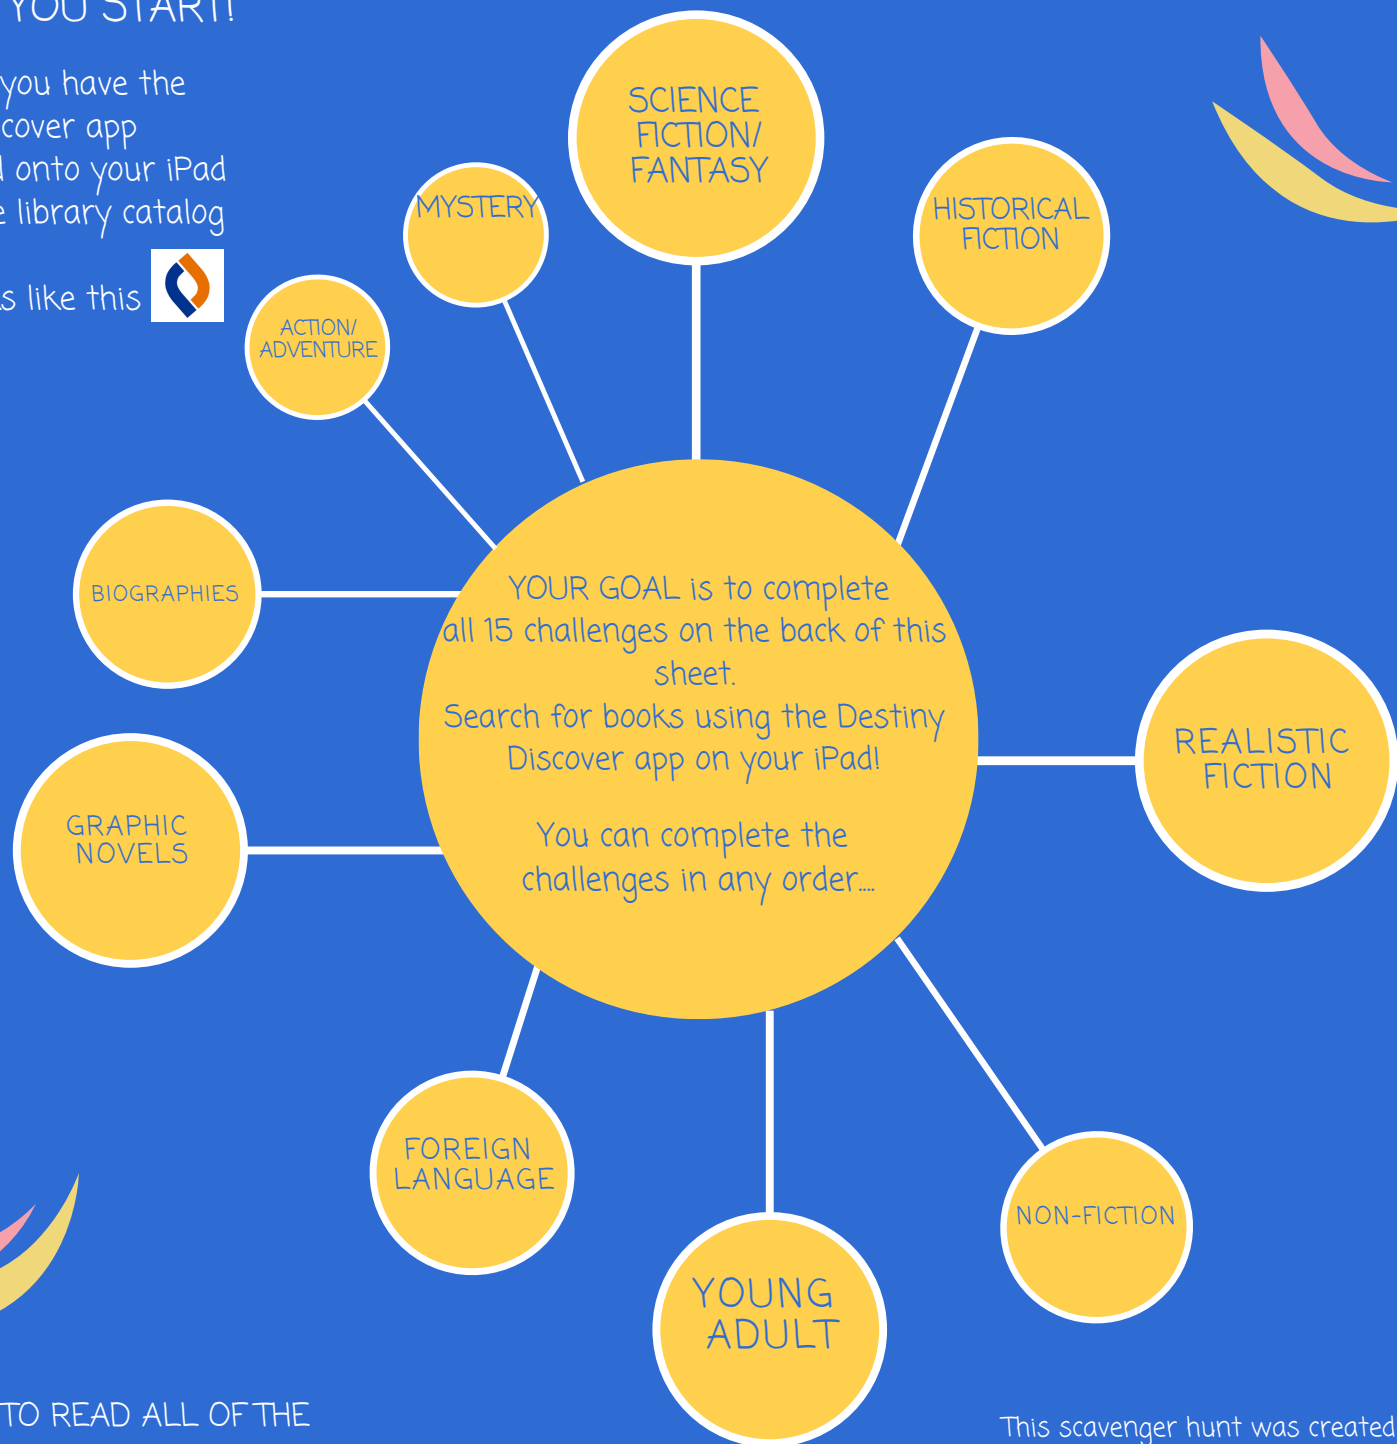 YOU START!
you have the
cover app
onto your iPad
library catalog
like this
SCIENCE
FICTION/
FANTASY
MYSTERY
HISTORICAL
FICTION
ACTION/
ADVENTURE
BIOGRAPHIES
YOUR GOAL is to complete
all 15 challenges on the back of this
sheet.
Search for books using the Destiny
Discover app on your iPad!
You can complete the
challenges in any order....
REALISTIC
FICTION
GRAPHIC
NOVELS
FOREIGN
LANGUAGE
NON-FICTION
YOUNG
ADULT
TO READ ALL OF THE
This scavenger hunt was created